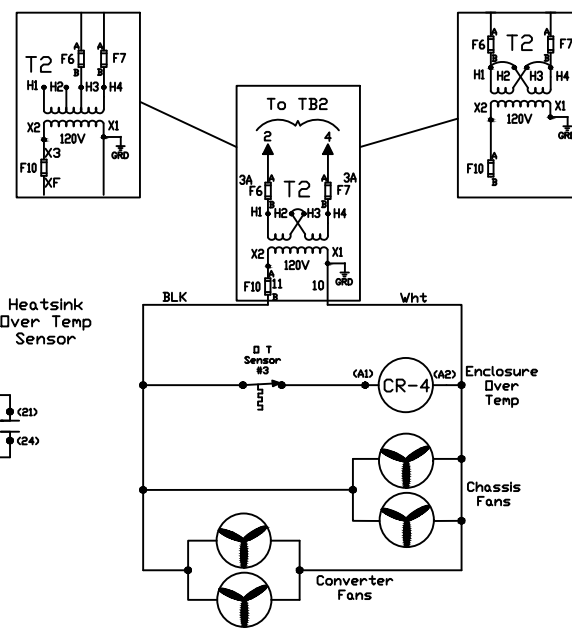 A
A
F6
F7
T2
B
B
H1
H2
H3
H4
X2
120V
X1
X3
GRD
F10
XF
To TB2
2
4
3A
A
A
3A
F6
T2
F7
B
B
H1
H2
H3
H4
X2
120V
X1
A
F10
11
10
GRD
B
A
A
F6
T2
F7
B
B
H1
H2
H3
H4
X2
120V
X1
GRD
A
F10
B
BLK
Wht
Heatsink
Over Temp
Sensor
(21)
(24)
O T
Sensor
#3
(A1)
CR-4
(A2)
Enclosure
Over
Temp
Chassis
Fans
Converter
Fans